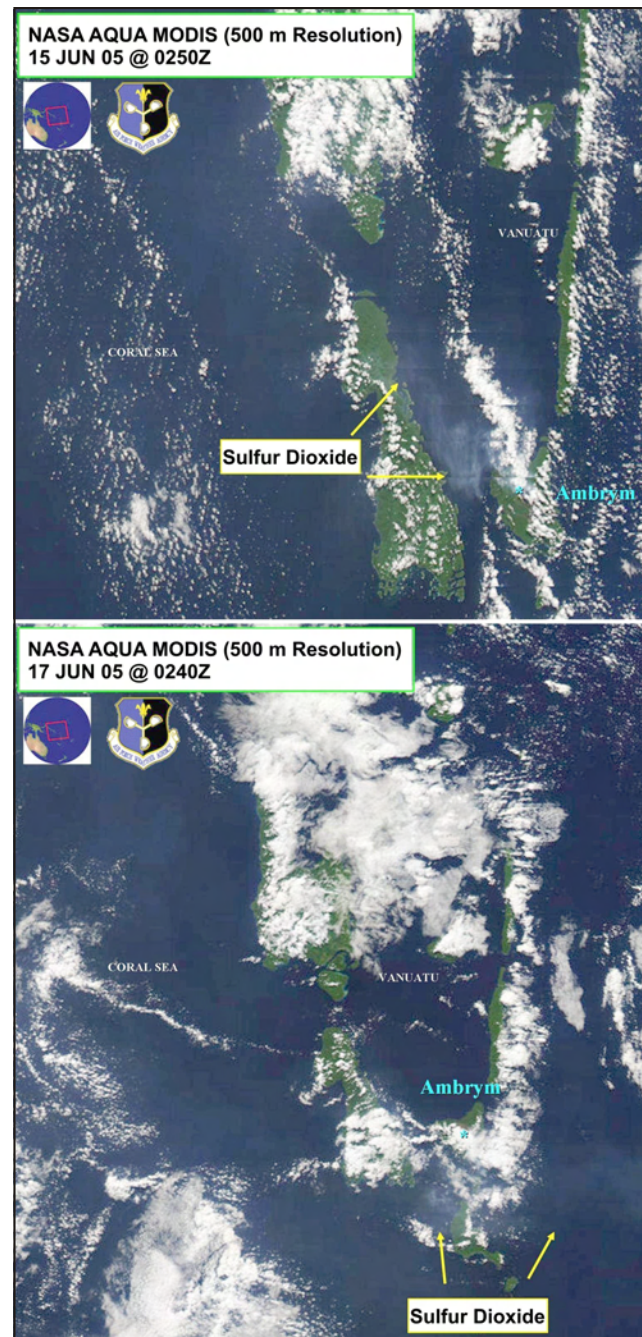 NASA AQUA MODIS (500 m Resolution)
15 JUN 05 @ 0250Z
VANUATU
CORAL SEA
Sulfur Dioxide
Ambrym
NASA AQUA MODIS (500 m Resolution)
17 JUN 05 @ 0240Z
CORAL SEA
VANUATU
Ambrym
Sulfur Dioxide